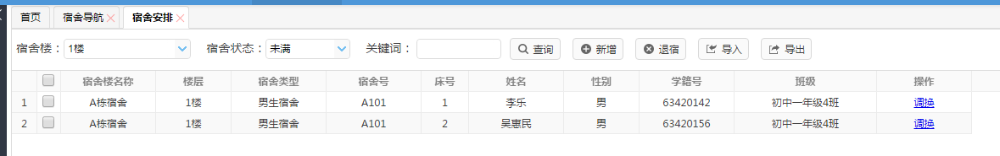 首页 宿舍导航 宿舍安排
宿舍楼： 1楼 宿舍状态： 未满 关键词： 查询 新增 退宿 导入 导出
宿舍楼名称 楼层 宿舍类型 宿舍号 床号 姓名 性别 学籍号 班级 操作
1 A栋宿舍 1楼 男生宿舍 A101 1 李乐 男 63420142 初中一年级4班 调换
2 A栋宿舍 1楼 男生宿舍 A101 2 吴惠民 男 63420156 初中一年级4班 调换